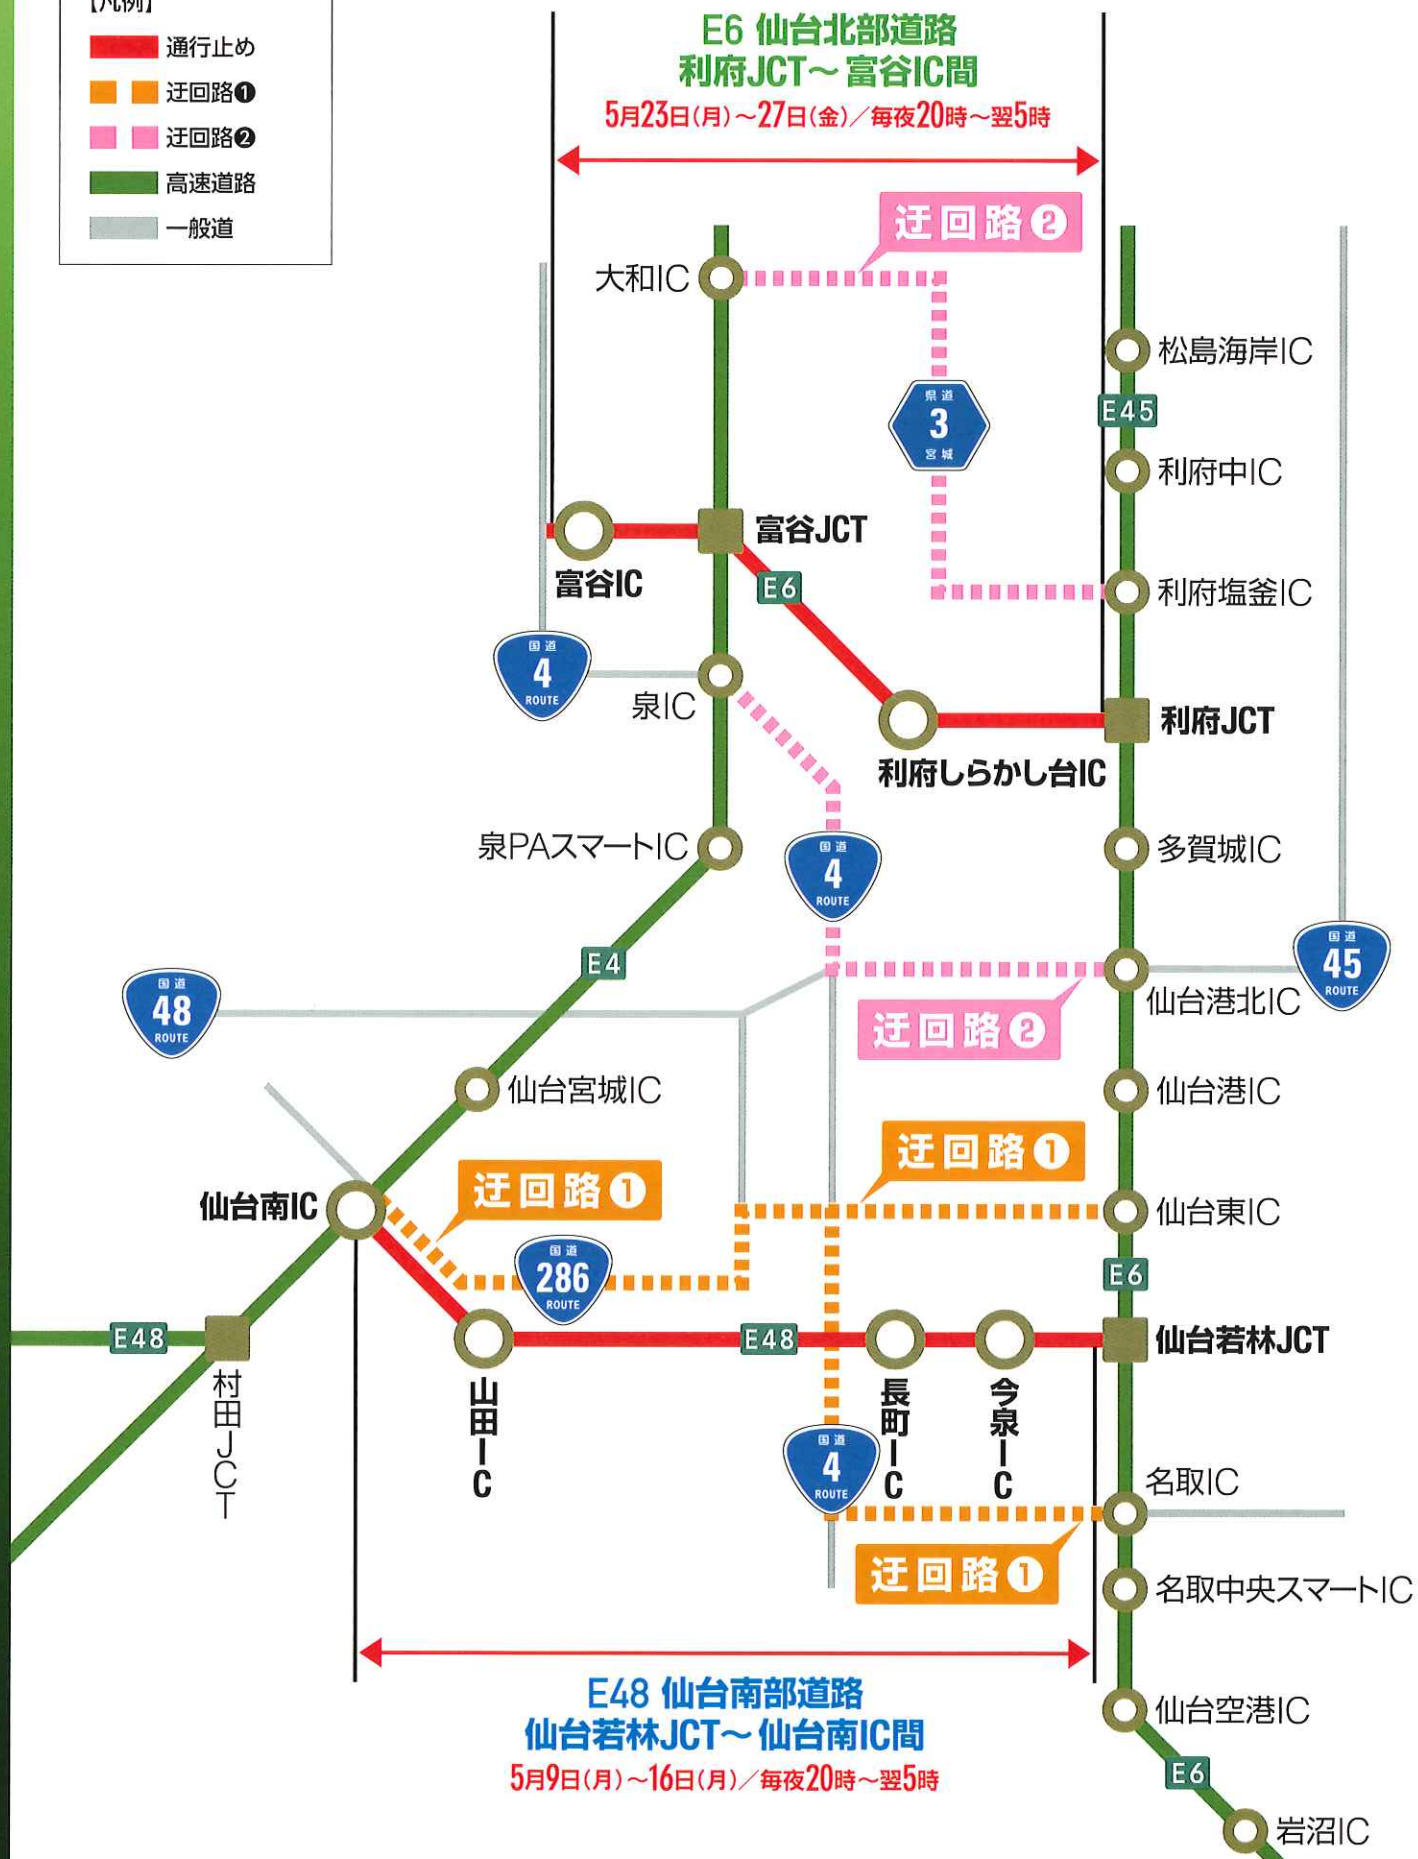 【凡例】
通行止め
迂回路❶
迂回路❷
高速道路
一般道
E6 仙台北部道路
利府JCT～富谷IC間
5月23日(月)～27日(金)／毎夜20時～翌5時
迂回路❷
大和IC
松島海岸IC
県道
3
宮城
E45
利府中IC
富谷JCT
富谷IC
E6
利府塩釜IC
国道
4
ROUTE
泉IC
利府JCT
利府しらかし台IC
泉PAスマートIC
国道
4
ROUTE
多賀城IC
E4
国道
48
ROUTE
国道
45
ROUTE
仙台港北IC
迂回路❷
仙台宮城IC
仙台港IC
迂回路❶
迂回路❶
仙台南IC
仙台東IC
国道
286
ROUTE
E6
E48
E48
仙台若林JCT
村田JCT
山田IC
長町IC
今泉IC
国道
4
ROUTE
名取IC
迂回路❶
名取中央スマートIC
E48 仙台南部道路
仙台若林JCT～仙台南IC間
5月9日(月)～16日(月)／毎夜20時～翌5時
仙台空港IC
E6
岩沼IC